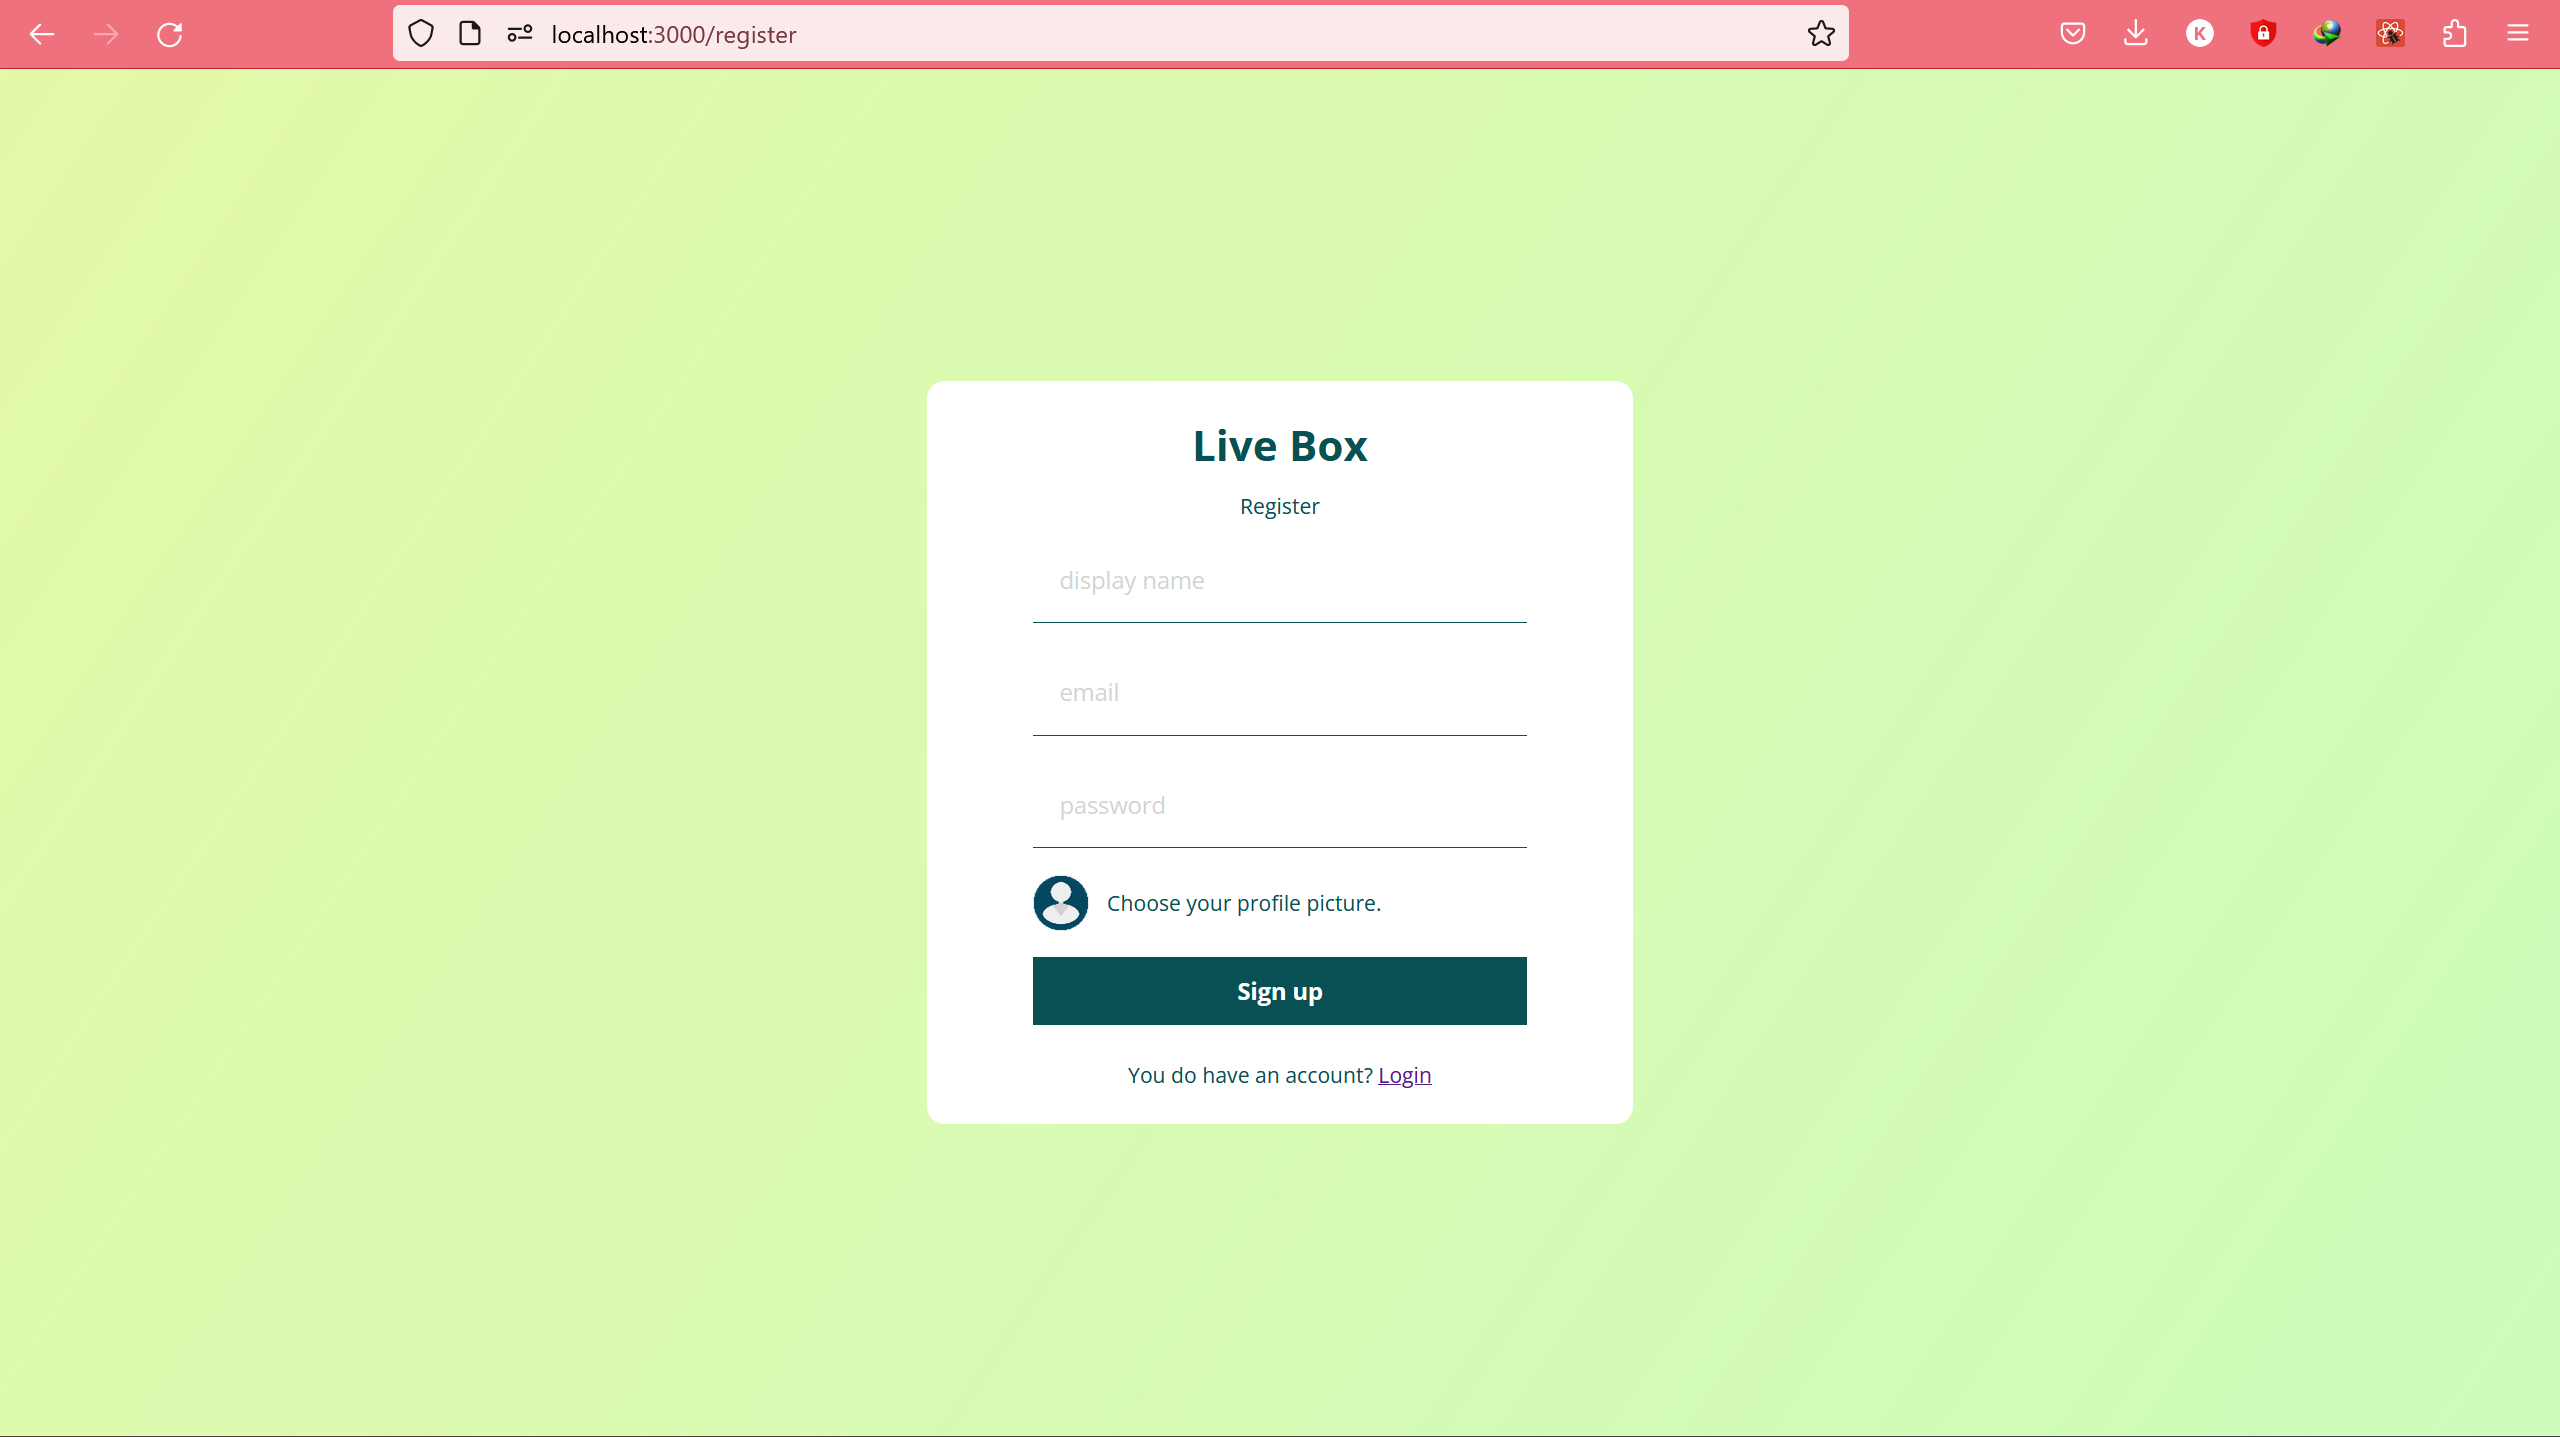 localhost:3000/register
K
Live Box
Register
display name
email
password
Choose your profile picture.
Sign up
You do have an account? Login